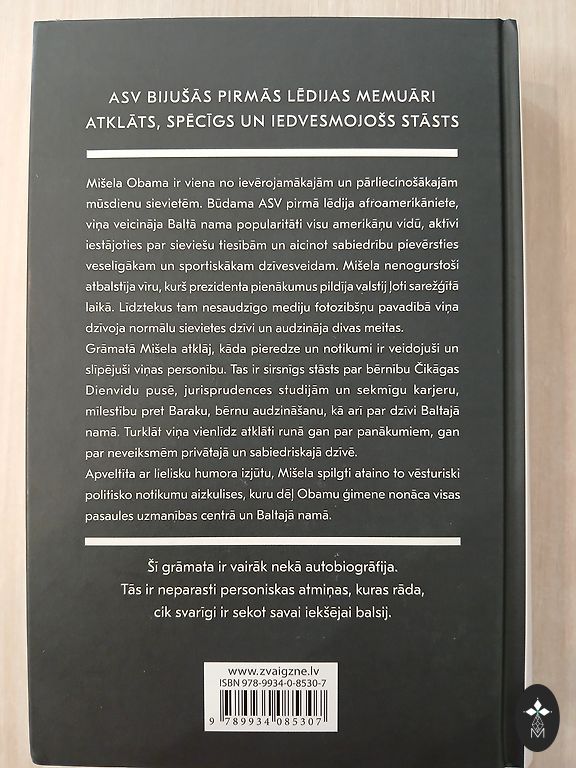 ASV BIJUŠĀS PIRMĀS LĒDIJAS MEMUĀRI
ATKLĀTS, SPĒCĪGS UN IEDVESMOJOŠS STĀSTS
Mišela Obama ir viena no ievērojamākajām un pārliecinošākajām
mūsdienu sievietēm. Būdama ASV pirmā lēdija afroamerikāniete,
viņa veicināja Baltā nama popularitāti visu amerikāņu vidū, aktīvi
iestājoties par sieviešu tiesībām un aicinot sabiedrību pievērsties
veselīgākam un sportiskākam dzīvesveidam. Mišela nenogurstoši
atbalstīja vīru, kurš prezidenta pienākumus pildīja valstij ļoti sarežģītā
laikā. Līdztekus tam nesaudzīgo mediju fotozibšņu pavadībā viņa
dzīvoja normālu sievietes dzīvi un audzināja divas meitas.
Grāmatā Mišela atklāj, kāda pieredze un notikumi ir veidojuši un
slīpējuši viņas personību. Tas ir sirsnīgs stāsts par bērnību Čikāgas
Dienvidu pusē, jurisprudences studijām un sekmīgu karjeru,
mīlestību pret Baraku, bērnu audzināšanu, kā arī par dzīvi Baltajā
namā. Turklāt viņa vienlīdz atklāti runā gan par panākumiem, gan
par neveiksmēm privātajā un sabiedriskajā dzīvē.
Apveltīta ar lielisku humora izjūtu, Mišela spilgti ataino to vēsturiski
politisko notikumu aizkulises, kuru dēļ Obamu ģimene nonāca visas
pasaules uzmanības centrā un Baltajā namā.
Šī grāmata ir vairāk nekā autobiogrāfija.
Tās ir neparasti personiskas atmiņas, kuras rāda,
cik svarīgi ir sekot savai iekšējai balsij.
www.zvaigzne.lv
ISBN 978-9934-0-8530-7
9 789934 085307
M